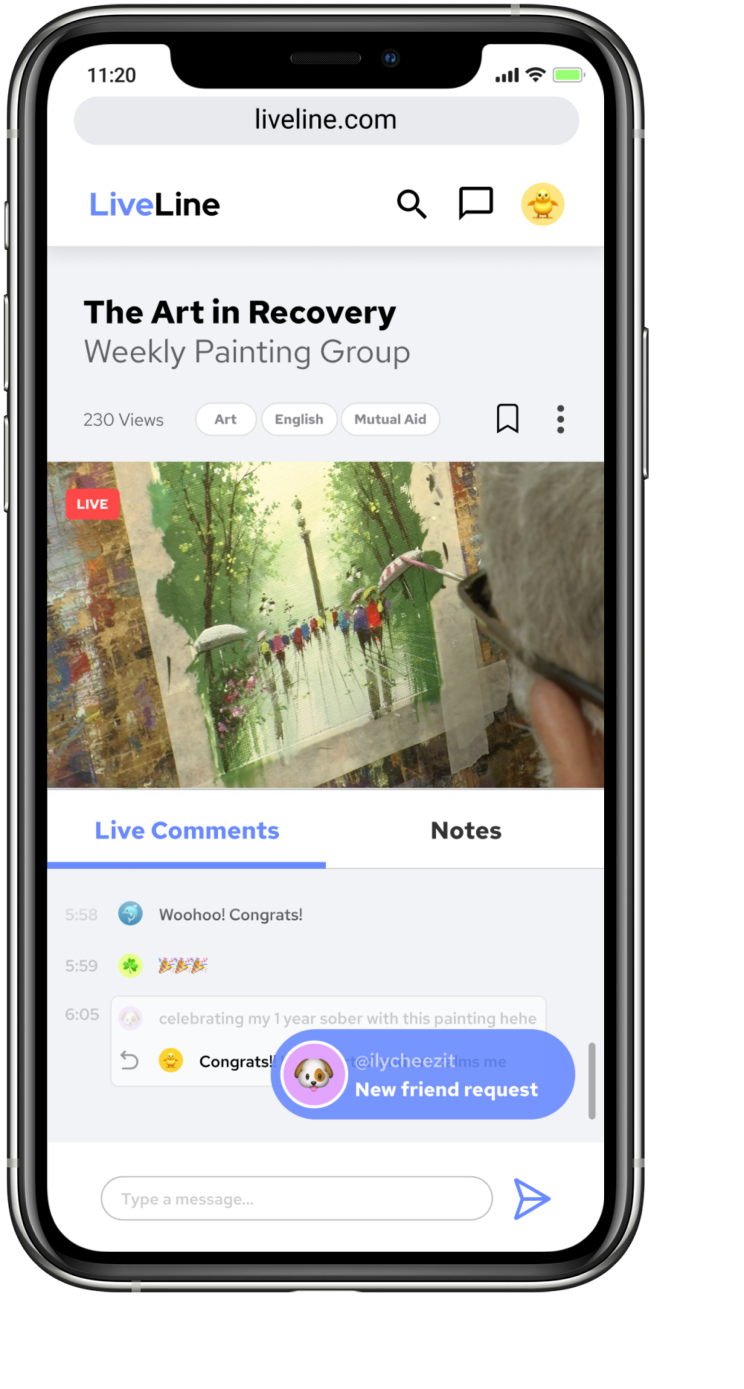 11:20
liveline.com
LiveLine
The Art in Recovery
Weekly Painting Group
230 Views Art English Mutual Aid
LIVE
Live Comments Notes
5:58 Woohoo! Congrats!
5:59 🎉🎉🎉
6:05 celebrating my 1 year sober with this painting hehe
Congrats!! me
@ilycheezit
New friend request
Type a message...